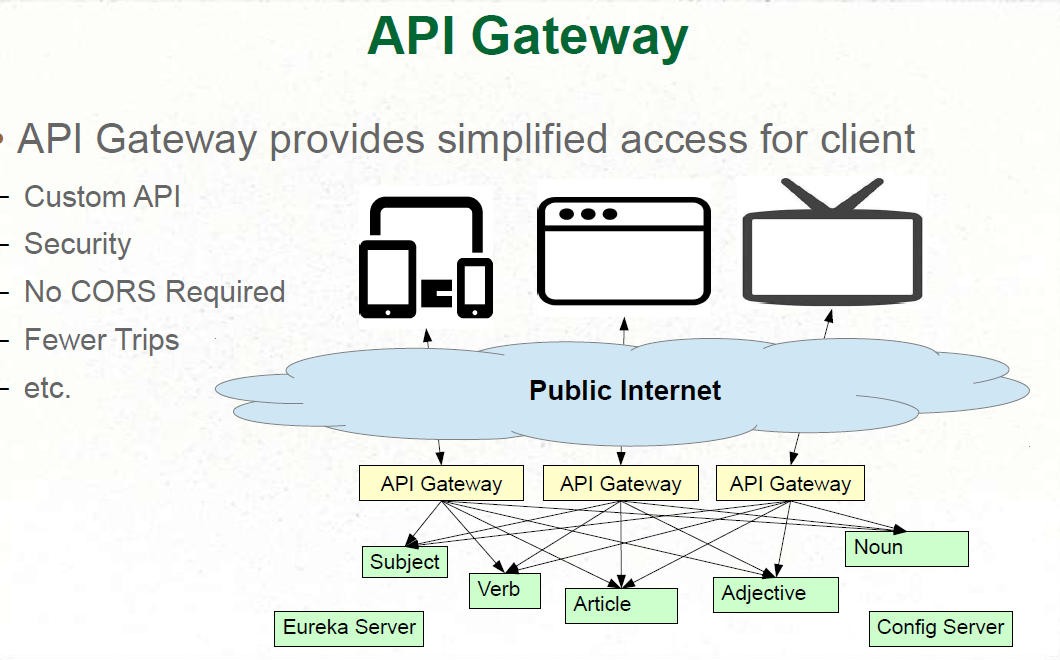 API Gateway
• API Gateway provides simplified access for client
– Custom API
– Security
– No CORS Required
– Fewer Trips
– etc.
Public Internet
API Gateway
API Gateway
API Gateway
Subject
Verb
Article
Adjective
Noun
Eureka Server
Config Server